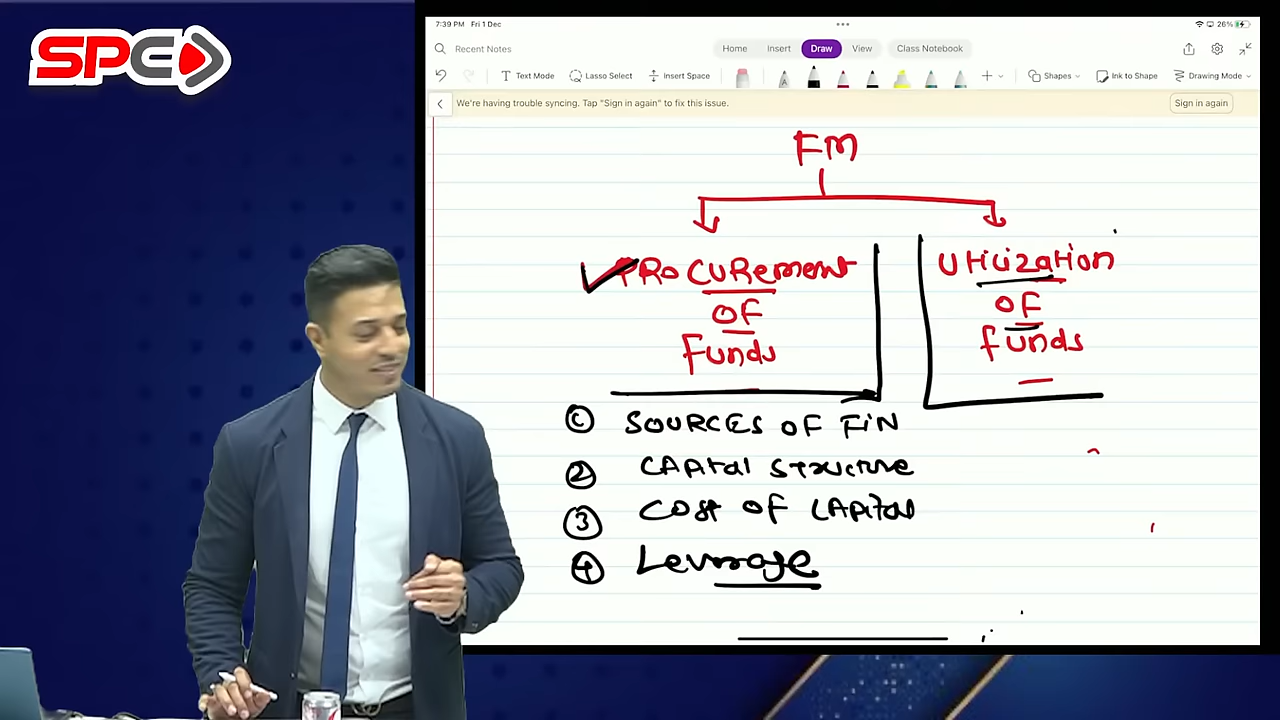 SPC
7:39 PM Fri 1 Dec
26%
Recent Notes
Home Insert Draw View Class Notebook
Text Mode Lasso Select Insert Space Shapes Ink to Shape Drawing Mode
We're having trouble syncing. Tap "Sign in again" to fix this issue. Sign in again
FM
PROCUREment UtiLiZation
OF OF
Funds funds
① SOURCES OF FiN
② CAPital structure
③ COST OF CAPital
④ Leverage